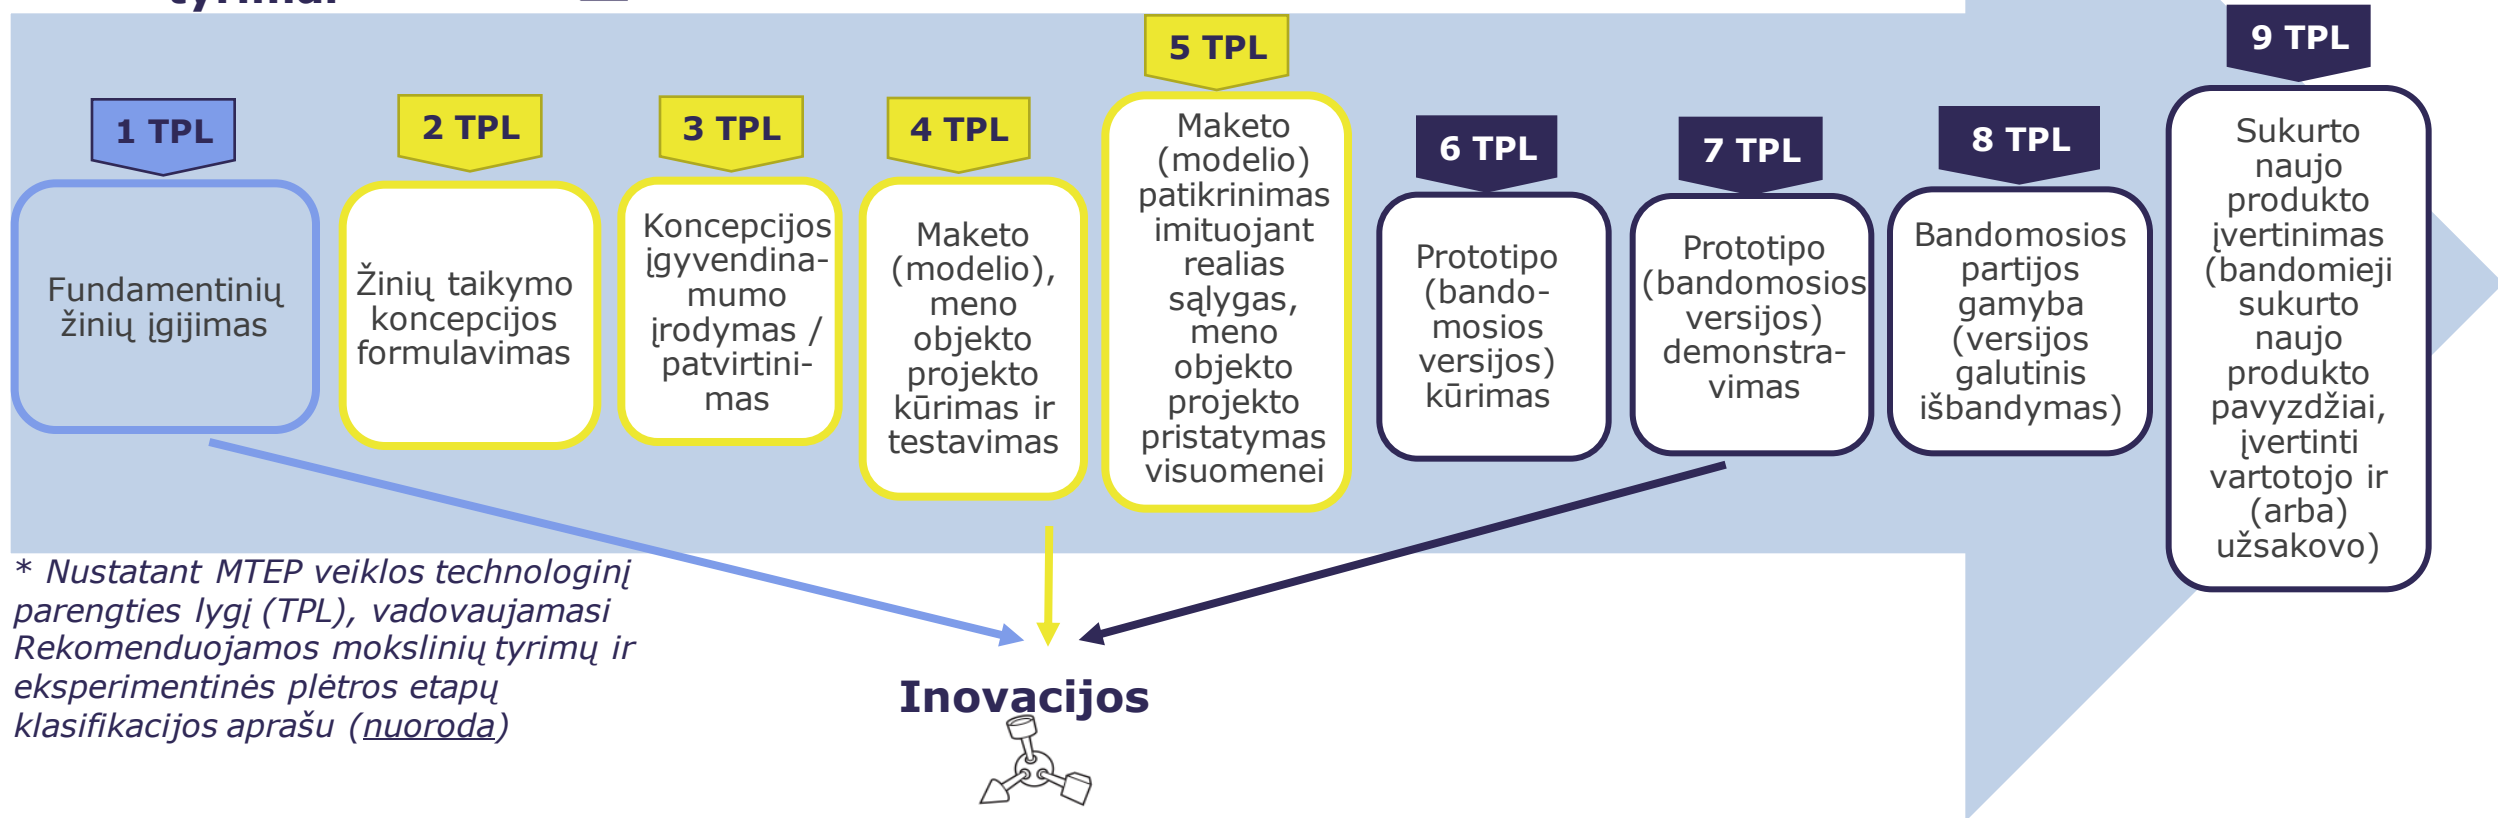 tyrimai
1 TPL
Fundamentinių
žinių įgijimas
2 TPL
Žinių taikymo
koncepcijos
formulavimas
3 TPL
Koncepcijos
įgyvendina-
mumo
įrodymas /
patvirtini-
mas
4 TPL
Maketo
(modelio),
meno
objekto
projekto
kūrimas ir
testavimas
5 TPL
Maketo
(modelio)
patikrinimas
imituojant
realias
sąlygas,
meno
objekto
projekto
pristatymas
visuomenei
6 TPL
Prototipo
(bando-
mosios
versijos)
kūrimas
7 TPL
Prototipo
(bandomosios
versijos)
demonstra-
vimas
8 TPL
Bandomosios
partijos
gamyba
(versijos
galutinis
išbandymas)
9 TPL
Sukurto
naujo
produkto
įvertinimas
(bandomieji
sukurto
naujo
produkto
pavyzdžiai,
įvertinti
vartotojo ir
(arba)
užsakovo)
* Nustatant MTEP veiklos technologinį
parengties lygį (TPL), vadovaujamasi
Rekomenduojamos mokslinių tyrimų ir
eksperimentinės plėtros etapų
klasifikacijos aprašu (nuoroda)
Inovacijos